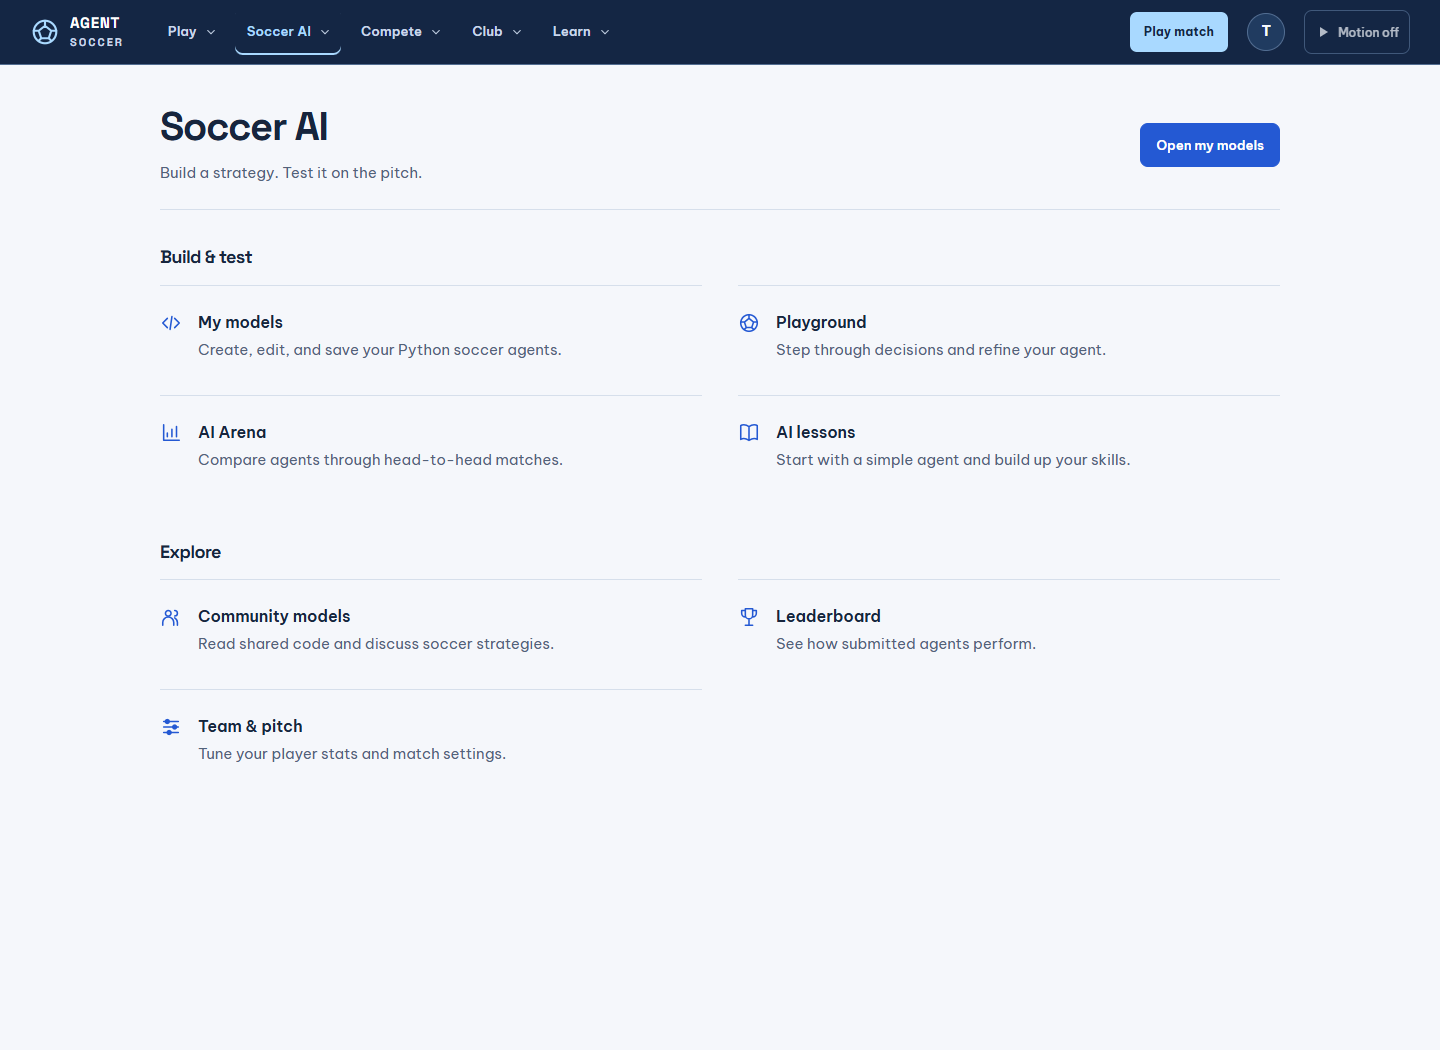 AGENT
SOCCER
Play
Soccer AI
Compete
Club
Learn
Play match
T
Motion off
Soccer AI
Build a strategy. Test it on the pitch.
Open my models
Build & test
My models
Create, edit, and save your Python soccer agents.
Playground
Step through decisions and refine your agent.
AI Arena
Compare agents through head-to-head matches.
AI lessons
Start with a simple agent and build up your skills.
Explore
Community models
Read shared code and discuss soccer strategies.
Leaderboard
See how submitted agents perform.
Team & pitch
Tune your player stats and match settings.